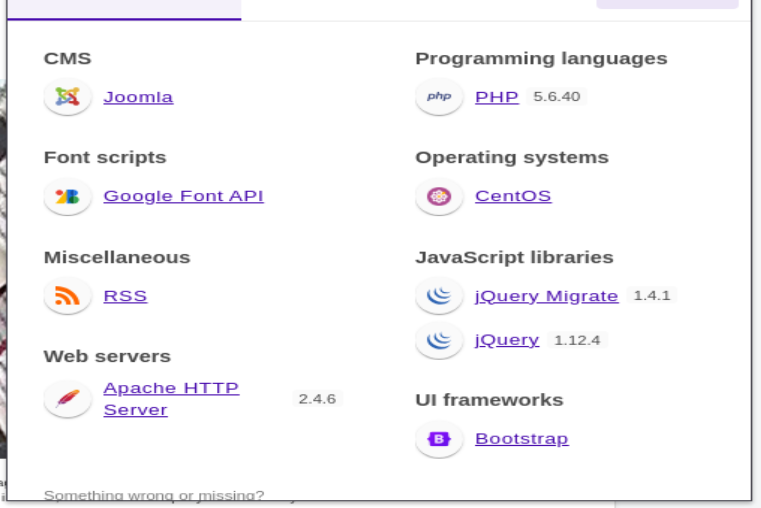 CMS
Joomla
Font scripts
Google Font API
Miscellaneous
RSS
Web servers
Apache HTTP
Server
2.4.6
Something wrong or missing?
Programming languages
php
PHP 5.6.40
Operating systems
CentOS
JavaScript libraries
jQuery Migrate 1.4.1
jQuery 1.12.4
UI frameworks
B
Bootstrap